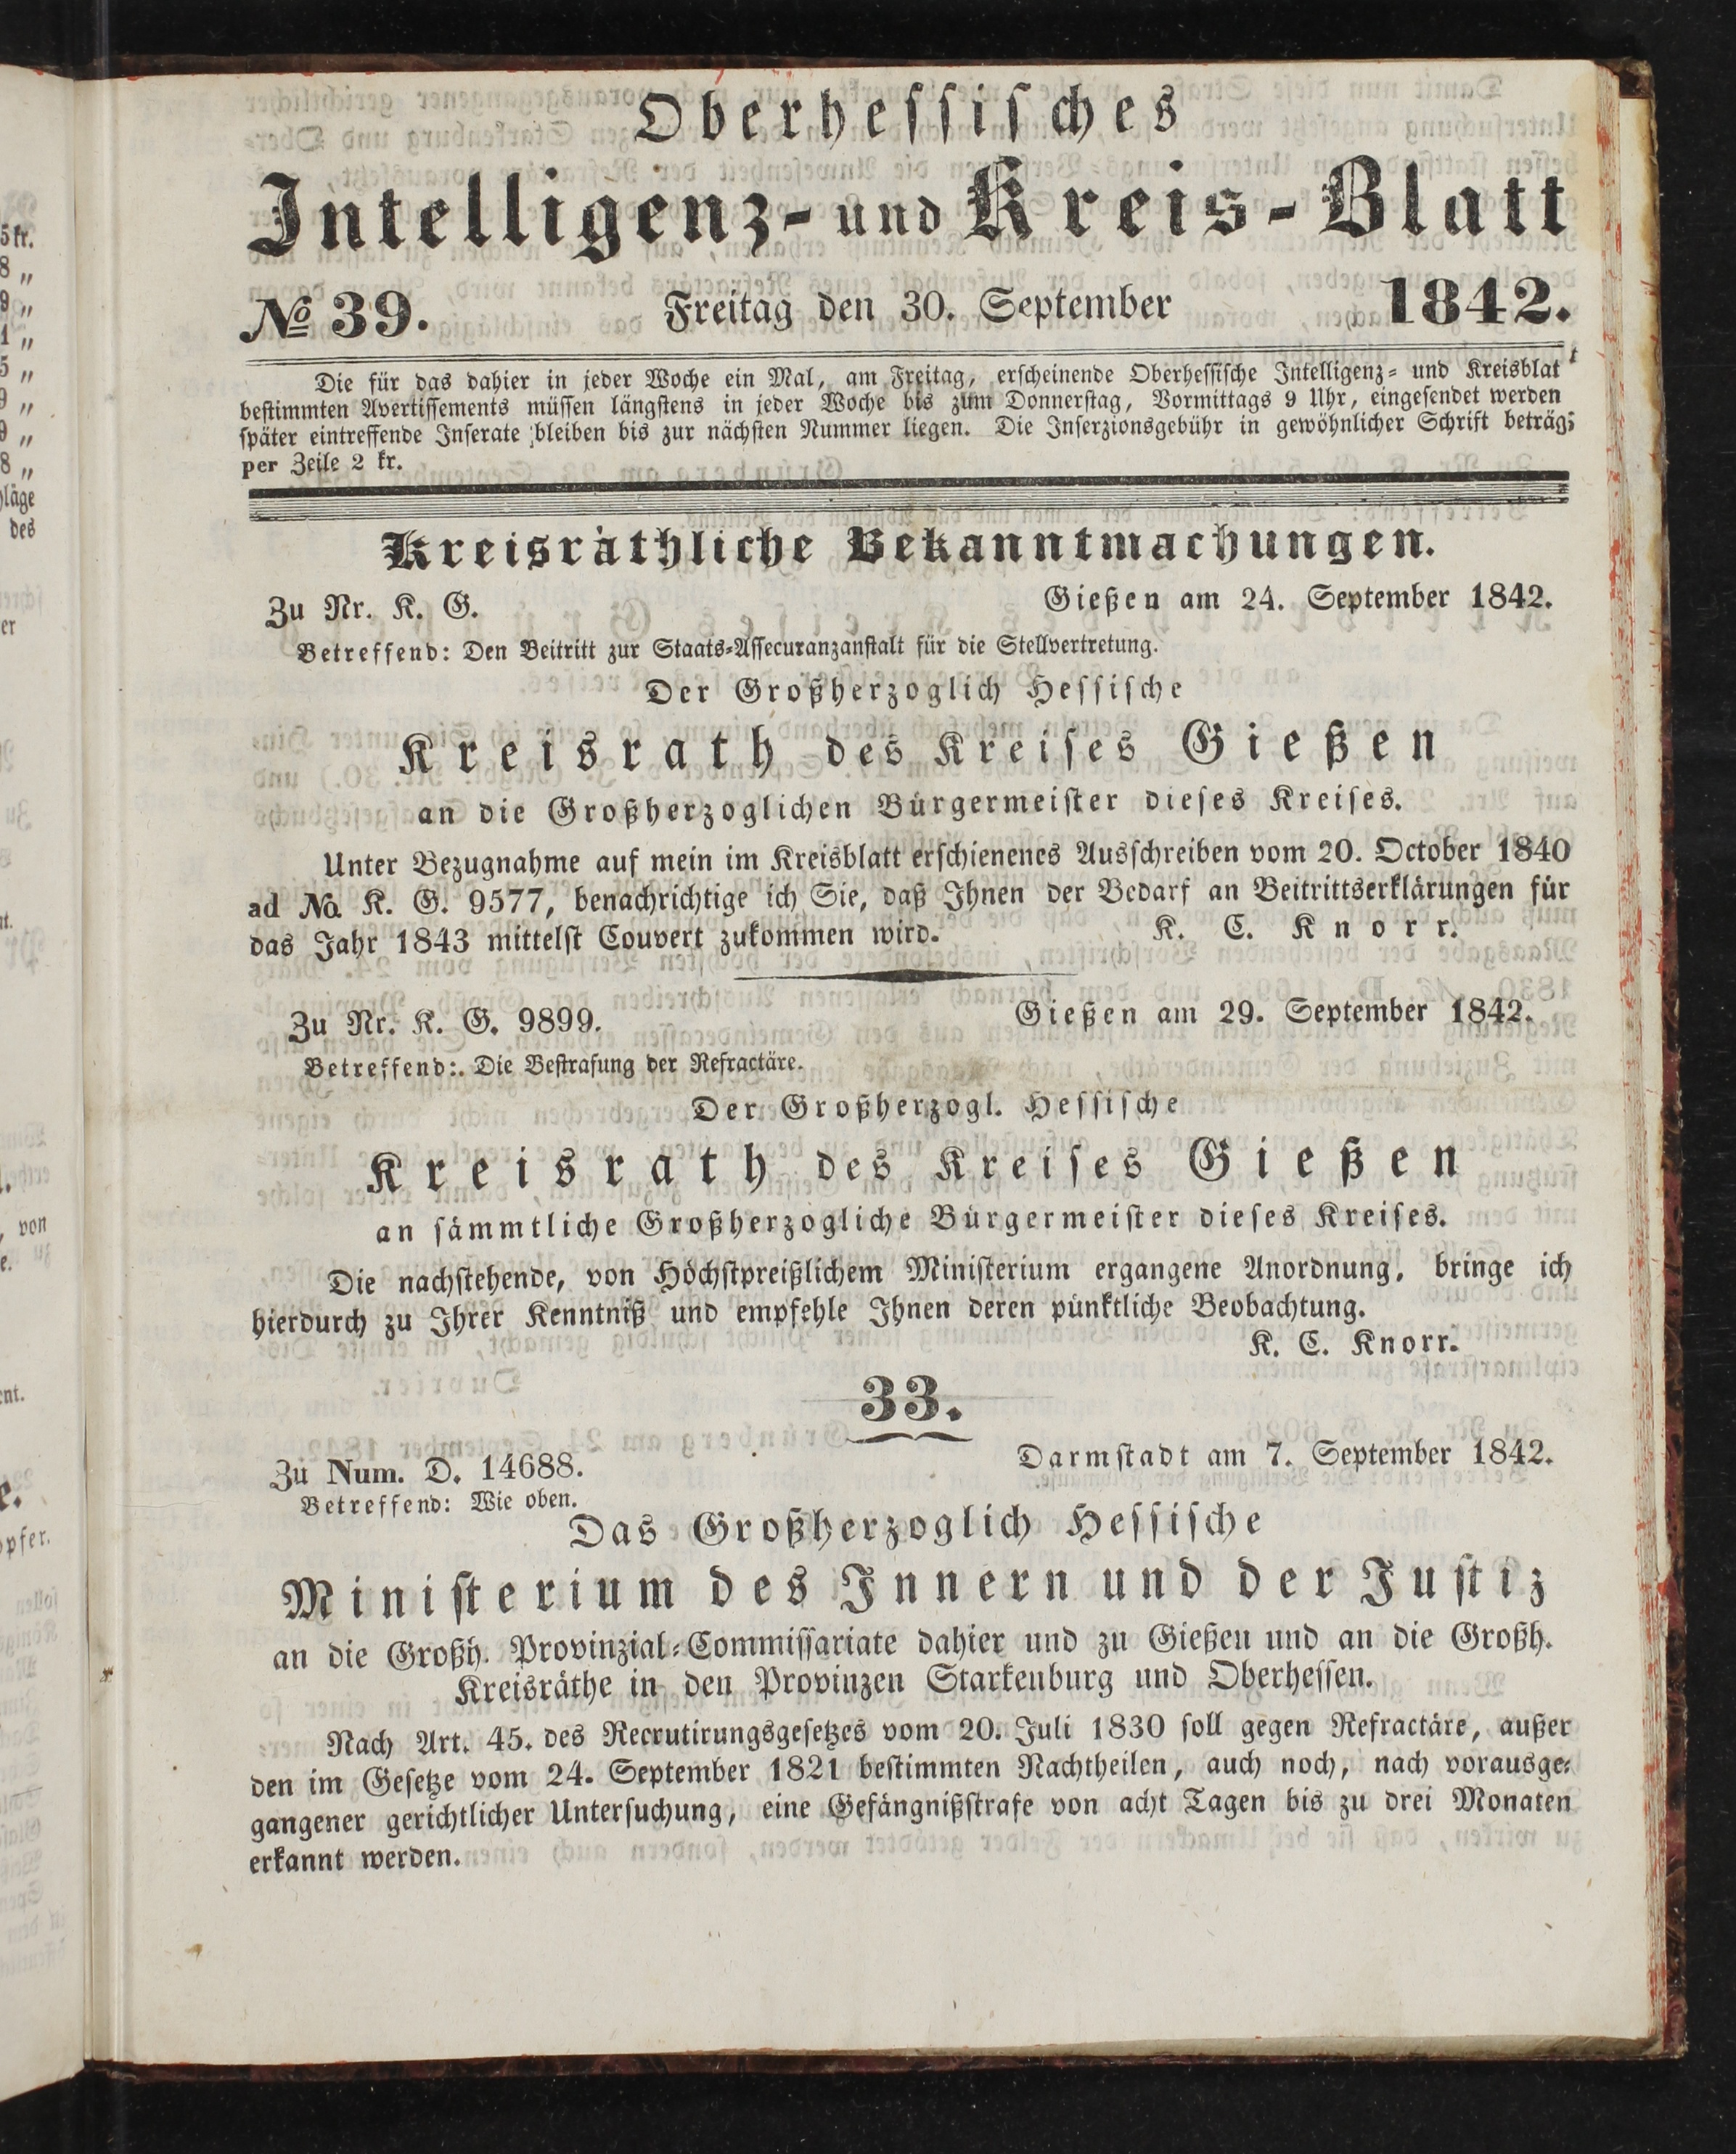 Oberhessisches
Intelligenz- und Kreis-Blatt
№ 39. Freitag den 30. September 1842.
Die für das dahier in jeder Woche ein Mal, am Freitag, erscheinende Oberhessische Intelligenz- und Kreisblat t
bestimmten Avertissements müssen längstens in jeder Woche bis zum Donnerstag, Vormittags 9 Uhr, eingesendet werden
später eintreffende Inserate bleiben bis zur nächsten Nummer liegen. Die Inserzionsgebühr in gewöhnlicher Schrift beträg;
per Zeile 2 kr.
Kreisräthliche Bekanntmachungen.
Zu Nr. K. G. Gießen am 24. September 1842.
Betreffend: Den Beitritt zur Staats-Assecuranzanstalt für die Stellvertretung.
Der Großherzoglich Hessische
Kreisrath des Kreises Gießen
an die Großherzoglichen Bürgermeister dieses Kreises.
Unter Bezugnahme auf mein im Kreisblatt erschienenes Ausschreiben vom 20. October 1840
ad No. K. G. 9577, benachrichtige ich Sie, daß Ihnen der Bedarf an Beitrittserklärungen für
das Jahr 1843 mittelst Couvert zukommen wird. K. C. Knorr.
Zu Nr. K. G. 9899. Gießen am 29. September 1842.
Betreffend: Die Bestrafung der Refractäre.
Der Großherzogl. Hessische
Kreisrath des Kreises Gießen
an sämmtliche Großherzogliche Bürgermeister dieses Kreises.
Die nachstehende, von Höchstpreißlichem Ministerium ergangene Anordnung, bringe ich
hierdurch zu Ihrer Kenntniß und empfehle Ihnen deren pünktliche Beobachtung.
K. C. Knorr.
33.
Zu Num. D. 14688. Darmstadt am 7. September 1842.
Betreffend: Wie oben.
Das Großherzoglich Hessische
Ministerium des Innern und der Justiz
an die Großh. Provinzial-Commissariate dahier und zu Gießen und an die Großh.
Kreisräthe in den Provinzen Starkenburg und Oberhessen.
Nach Art. 45. des Recrutirungsgesetzes vom 20. Juli 1830 soll gegen Refractäre, außer
den im Gesetze vom 24. September 1821 bestimmten Nachtheilen, auch noch, nach vorausge-
gangener gerichtlicher Untersuchung, eine Gefängnißstrafe von acht Tagen bis zu drei Monaten
erkannt werden.